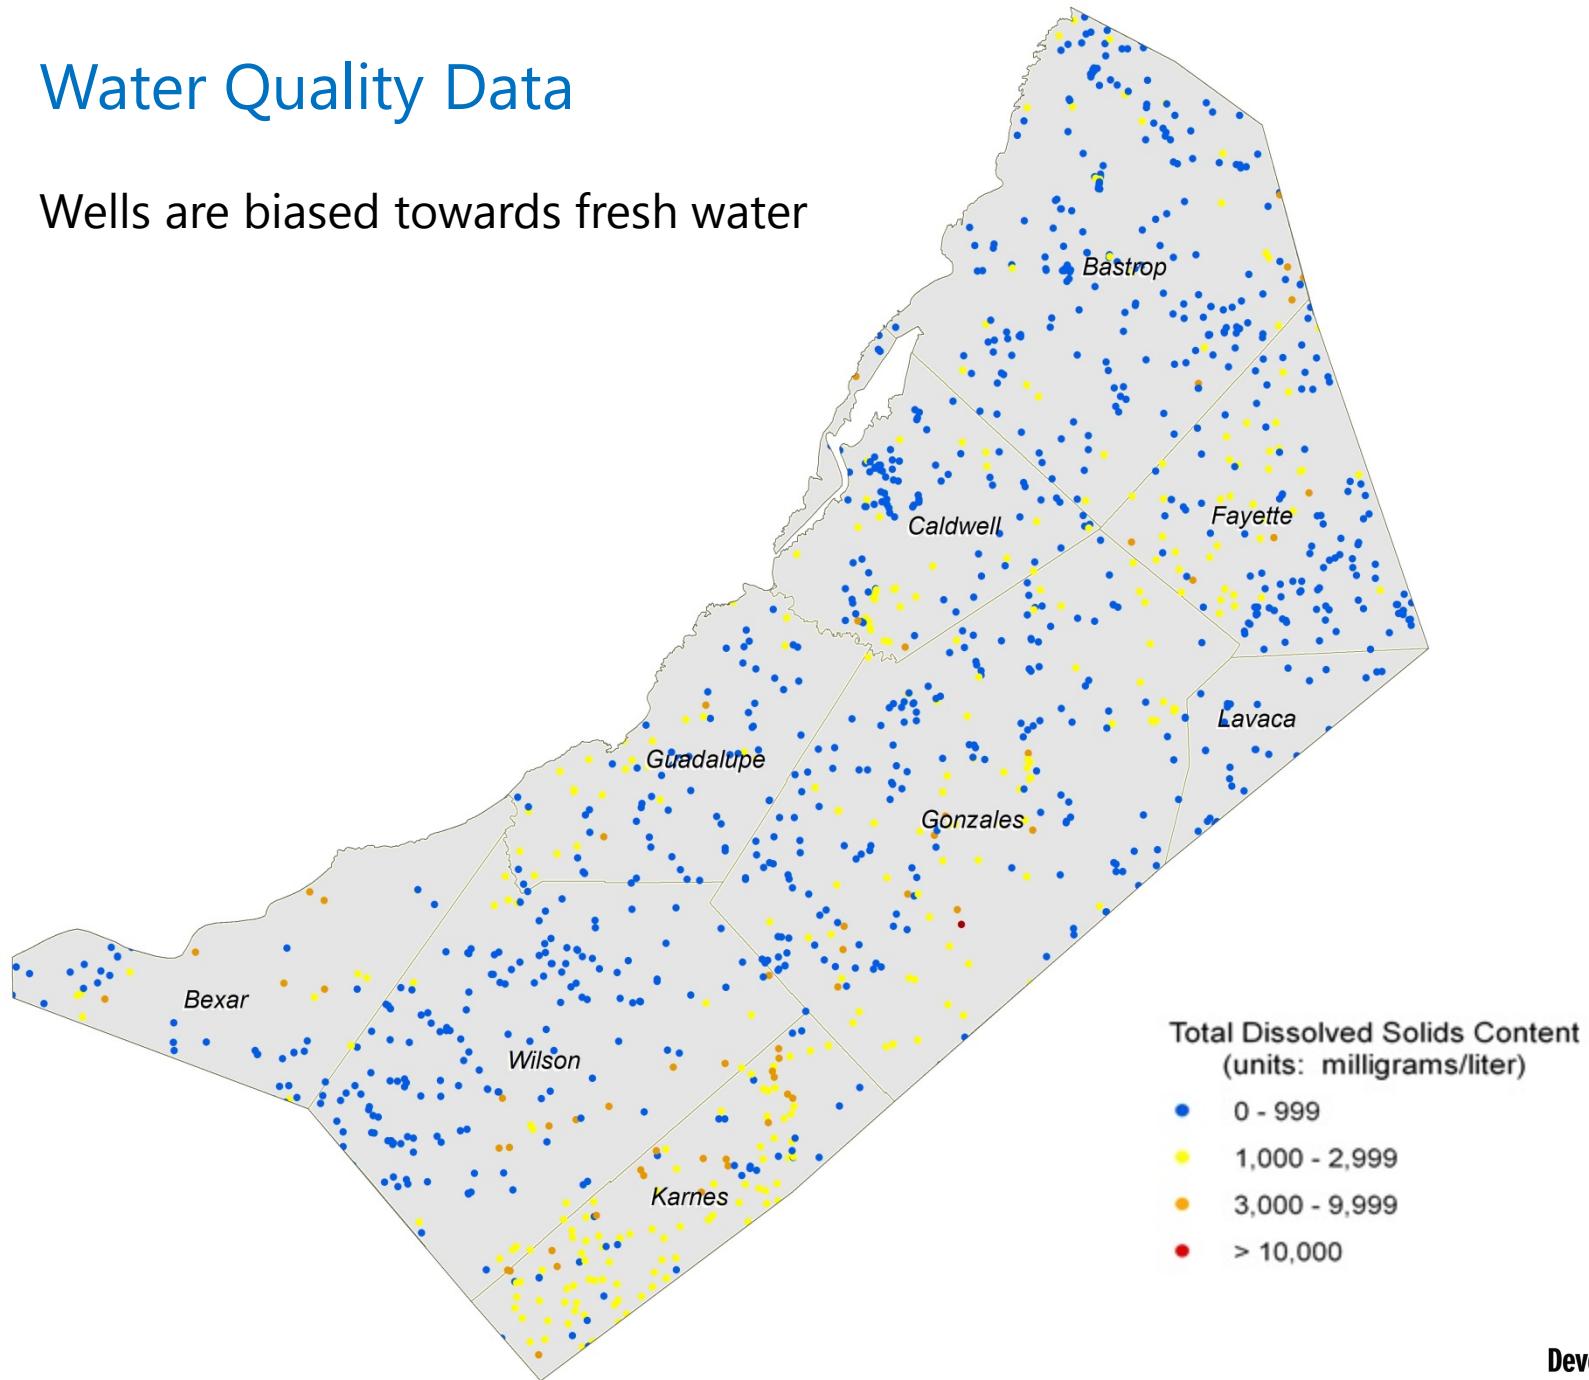 Water Quality Data
Wells are biased towards fresh water
Bastrop
Fayette
Caldwell
Lavaca
Guadalupe
Gonzales
Bexar
Wilson
Karnes
Total Dissolved Solids Content
(units: milligrams/liter)
0 - 999
1,000 - 2,999
3,000 - 9,999
> 10,000